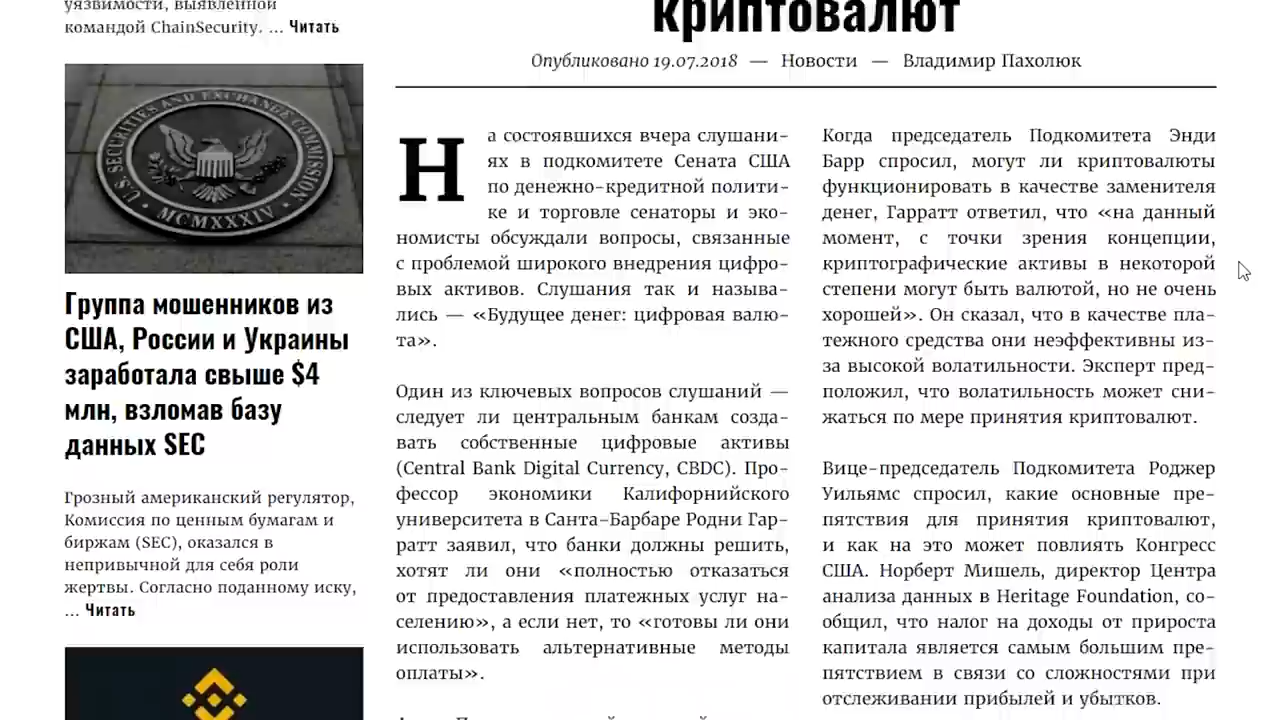 уязвимости, выявленной
командой ChainSecurity. ... Читать
U.S. SECURITIES AND EXCHANGE COMMISSION
MCMXXXIV
Группа мошенников из
США, России и Украины
заработала свыше $4
млн, взломав базу
данных SEC
Грозный американский регулятор,
Комиссия по ценным бумагам и
биржам (SEC), оказался в
непривычной для себя роли
жертвы. Согласно поданному иску,
... Читать
криптовалют
Опубликовано 19.07.2018 — Новости — Владимир Пахолюк
На состоявшихся вчера слушани-
ях в подкомитете Сената США
по денежно-кредитной полити-
ке и торговле сенаторы и эко-
номисты обсуждали вопросы, связанные
с проблемой широкого внедрения цифро-
вых активов. Слушания так и называ-
лись — «Будущее денег: цифровая валю-
та».
Один из ключевых вопросов слушаний —
следует ли центральным банкам созда-
вать собственные цифровые активы
(Central Bank Digital Currency, CBDC). Про-
фессор экономики Калифорнийского
университета в Санта-Барбаре Родни Гар-
ратт заявил, что банки должны решить,
хотят ли они «полностью отказаться
от предоставления платежных услуг на-
селению», а если нет, то «готовы ли они
использовать альтернативные методы
оплаты».
Когда председатель Подкомитета Энди
Барр спросил, могут ли криптовалюты
функционировать в качестве заменителя
денег, Гарратт ответил, что «на данный
момент, с точки зрения концепции,
криптографические активы в некоторой
степени могут быть валютой, но не очень
хорошей». Он сказал, что в качестве пла-
тежного средства они неэффективны из-
за высокой волатильности. Эксперт пред-
положил, что волатильность может сни-
жаться по мере принятия криптовалют.
Вице-председатель Подкомитета Роджер
Уильямс спросил, какие основные пре-
пятствия для принятия криптовалют,
и как на это может повлиять Конгресс
США. Норберт Мишель, директор Центра
анализа данных в Heritage Foundation, со-
общил, что налог на доходы от прироста
капитала является самым большим пре-
пятствием в связи со сложностями при
отслеживании прибылей и убытков.